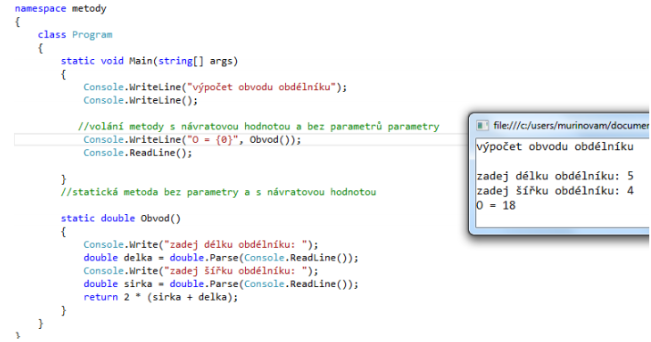 namespace metody
{
    class Program
    {
        static void Main(string[] args)
        {
            Console.WriteLine("výpočet obvodu obdélníku");
            Console.WriteLine();

           //volání metody s návratovou hodnotou a bez parametrů parametry
            Console.WriteLine("O = {0}", Obvod());
            Console.ReadLine();

        }
        //statická metoda bez parametry a s návratovou hodnotou

        static double Obvod()
        {
            Console.Write("zadej délku obdélníku: ");
            double delka = double.Parse(Console.ReadLine());
            Console.Write("zadej šířku obdélníku: ");
            double sirka = double.Parse(Console.ReadLine());
            return 2 * (sirka + delka);
        }
    }
}
file:///c:/users/murinovam/documen
výpočet obvodu obdélníku

zadej délku obdélníku: 5
zadej šířku obdélníku: 4
O = 18